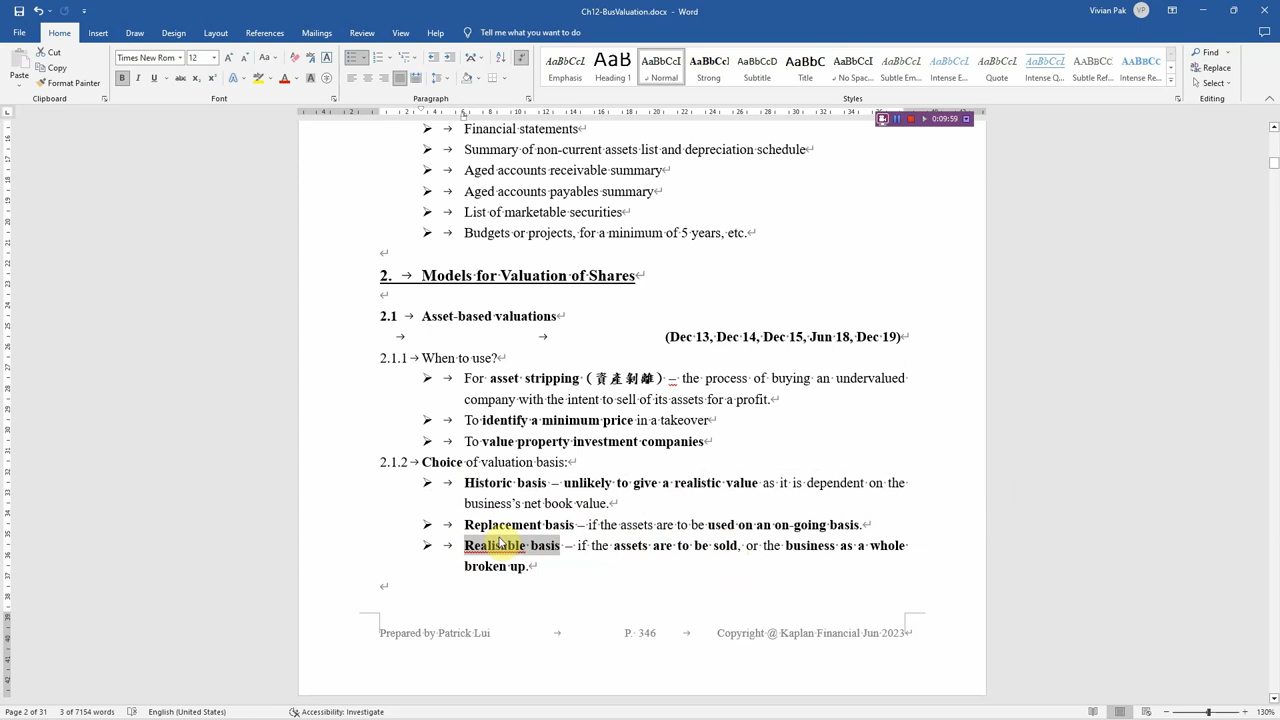 Ch12-BusValuation.docx - Word
Vivian Pak
VP
File Home Insert Draw Design Layout References Mailings Review View Help Tell me what you want to do
Cut
Copy
Format Painter
Paste
Clipboard
Times New Rom 12
Font
Paragraph
AaBbCcL AaB AaBbCcI AaBbCc AaBbCcD AaBbC AaBbCcI AaBbCcL AaBbCcL AaBbCcL AaBbCcL AABBCC AABBCC
Emphasis Heading 1 Normal Strong Subtitle Title No Spac... Subtle Em... Intense E... Quote Intense Q... Subtle Ref... Intense Re...
Styles
Find
Replace
Select
Editing
0:09:59
Financial statements
Summary of non-current assets list and depreciation schedule
Aged accounts receivable summary
Aged accounts payables summary
List of marketable securities
Budgets or projects, for a minimum of 5 years, etc.
2. Models for Valuation of Shares
2.1 Asset-based valuations
(Dec 13, Dec 14, Dec 15, Jun 18, Dec 19)
2.1.1 When to use?
For asset stripping (資產剝離) – the process of buying an undervalued
company with the intent to sell of its assets for a profit.
To identify a minimum price in a takeover
To value property investment companies
2.1.2 Choice of valuation basis:
Historic basis – unlikely to give a realistic value as it is dependent on the
business's net book value.
Replacement basis – if the assets are to be used on an on-going basis.
Realisable basis – if the assets are to be sold, or the business as a whole
broken up.
Prepared by Patrick Lui P. 346 Copyright @ Kaplan Financial Jun 2023
Page 2 of 31 3 of 7154 words English (United States) Accessibility: Investigate 130%